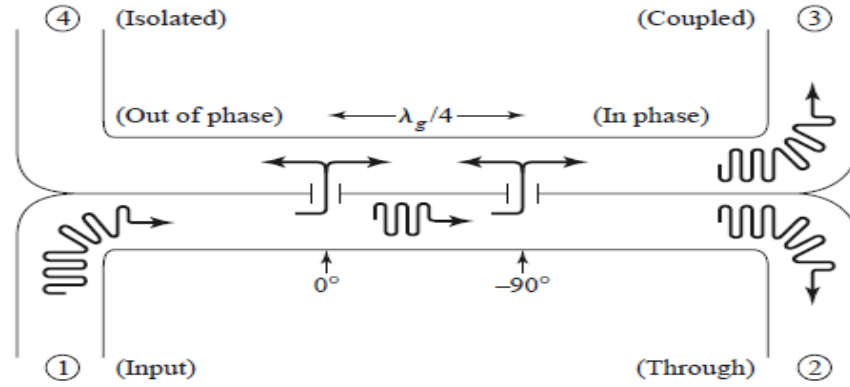 ④ (Isolated) (Coupled) ③
(Out of phase) λg/4 (In phase)
0° –90°
① (Input) (Through) ②